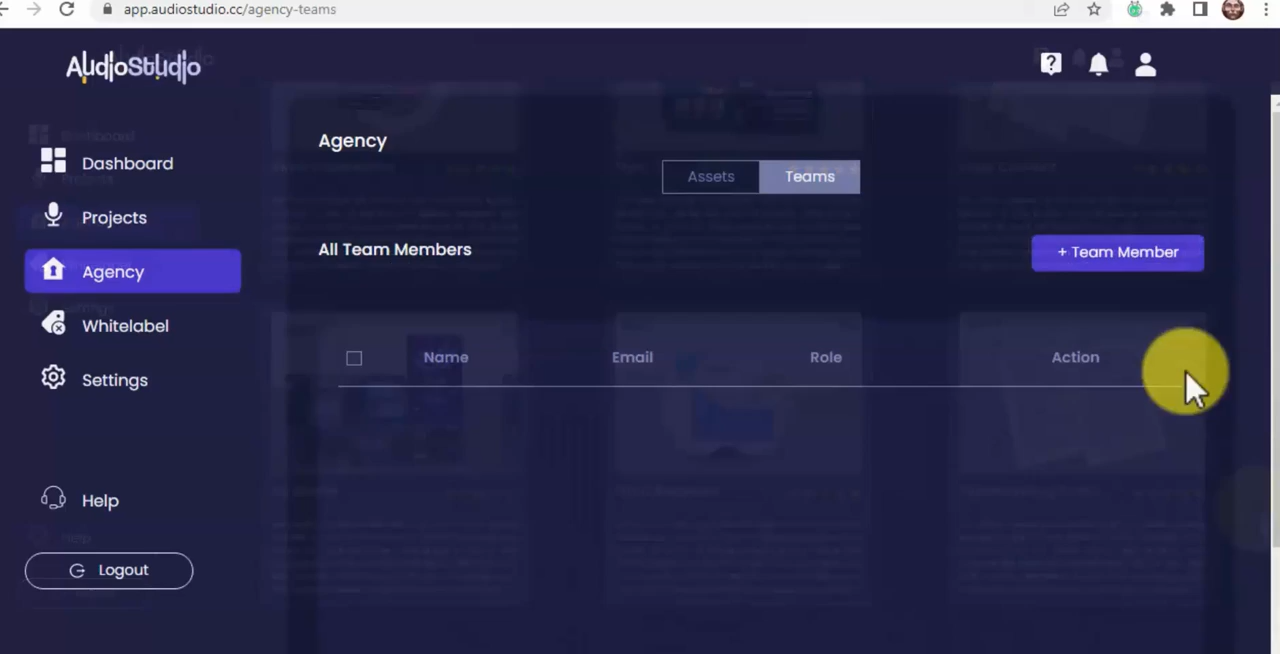 app.audiostudio.cc/agency-teams
AudioStudio
Agency
Assets
Teams
Dashboard
Projects
Agency
Whitelabel
Settings
Help
Logout
All Team Members
+ Team Member
Name
Email
Role
Action